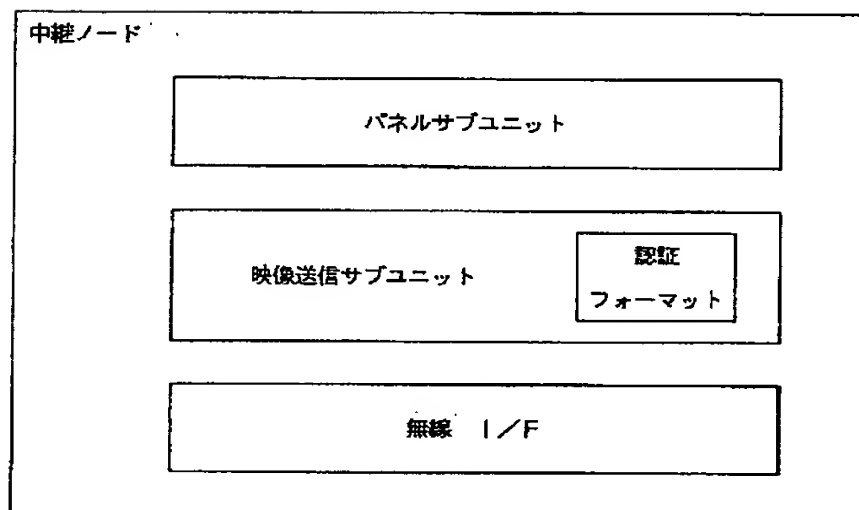 中継ノード
パネルサブユニット
映像送信サブユニット
認証
フォーマット
無線 I／F